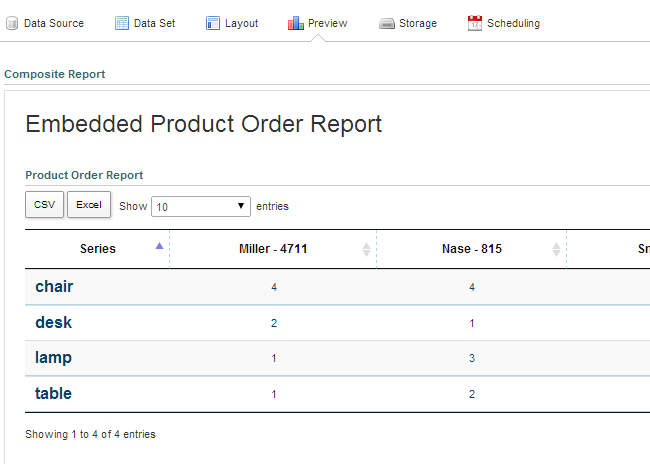 Data Source Data Set Layout Preview Storage Scheduling
Composite Report
Embedded Product Order Report
Product Order Report
CSV Excel Show 10 entries
Series Miller - 4711 Nase - 815
chair 4 4
desk 2 1
lamp 1 3
table 1 2
Showing 1 to 4 of 4 entries